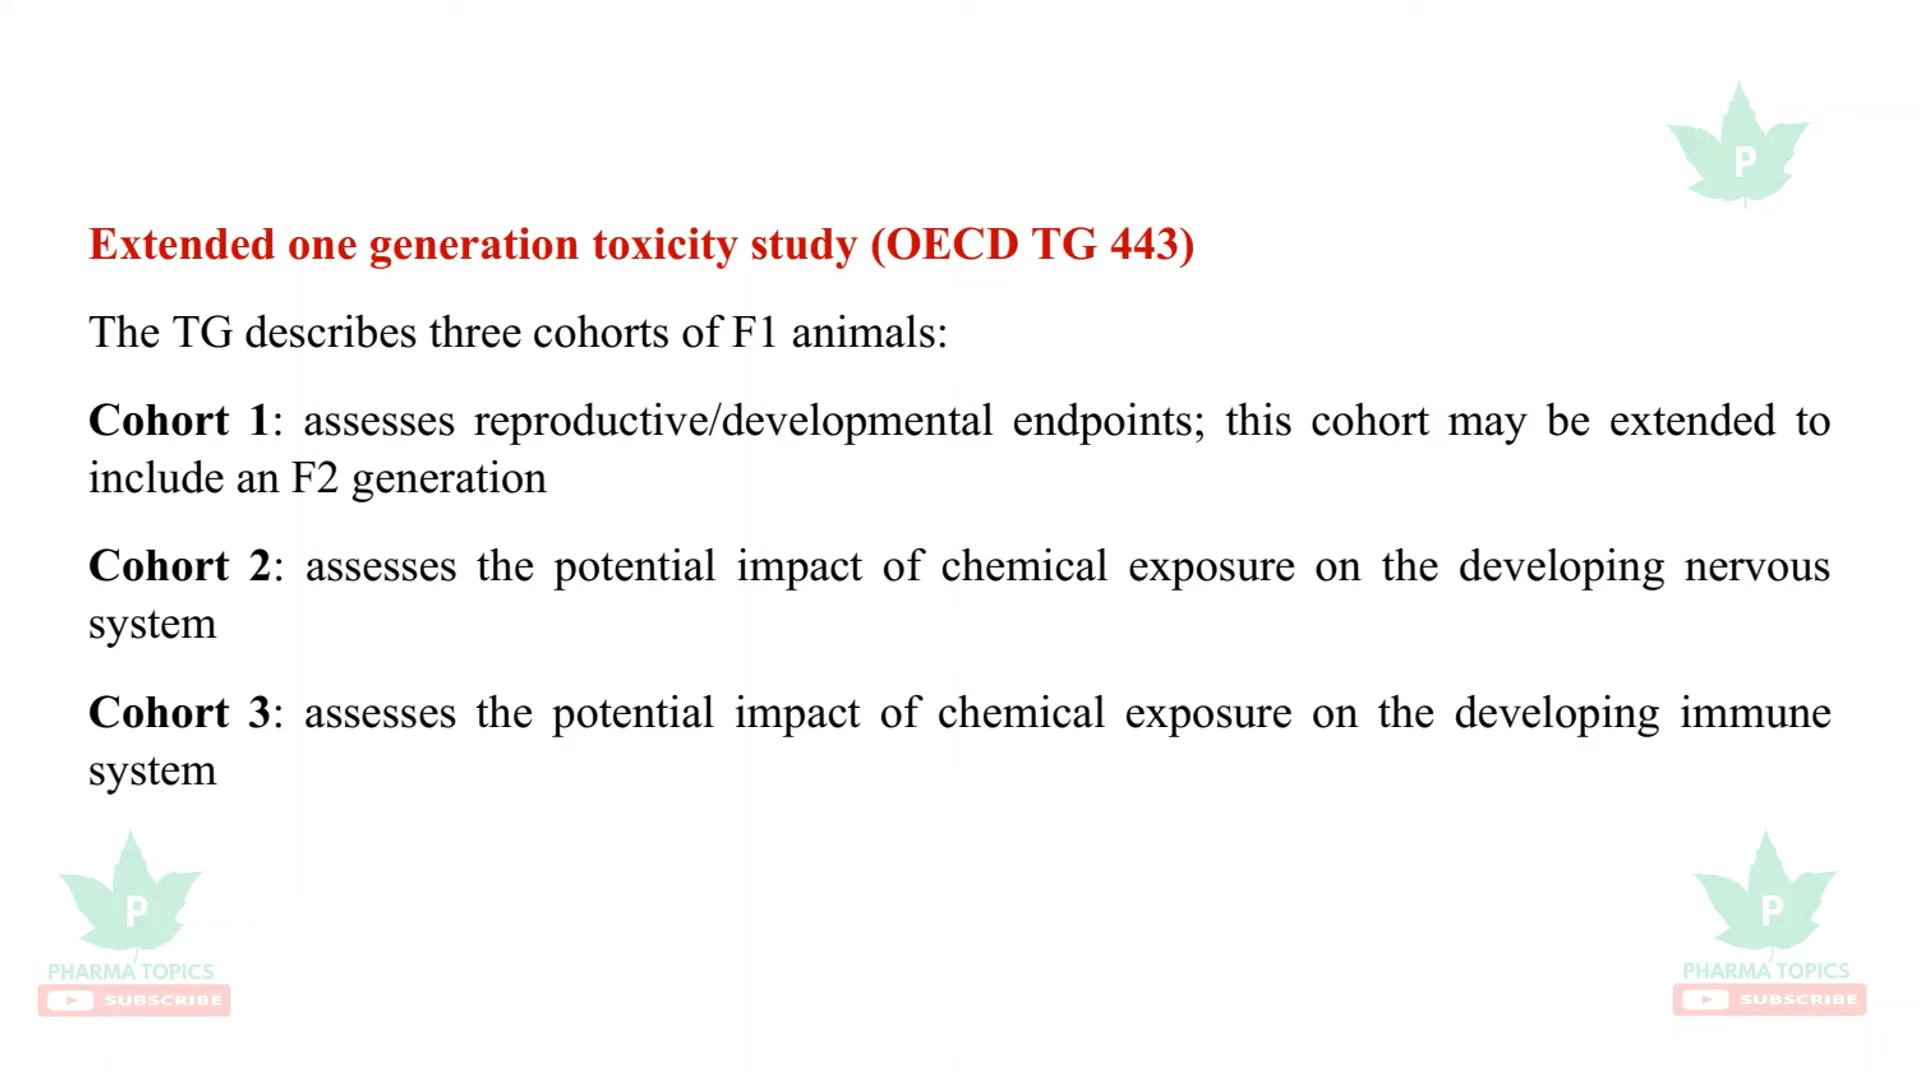 P
Extended one generation toxicity study (OECD TG 443)
The TG describes three cohorts of F1 animals:
Cohort 1: assesses reproductive/developmental endpoints; this cohort may be extended to
include an F2 generation
Cohort 2: assesses the potential impact of chemical exposure on the developing nervous
system
Cohort 3: assesses the potential impact of chemical exposure on the developing immune
system
P
PHARMA TOPICS
SUBSCRIBE
P
PHARMA TOPICS
SUBSCRIBE